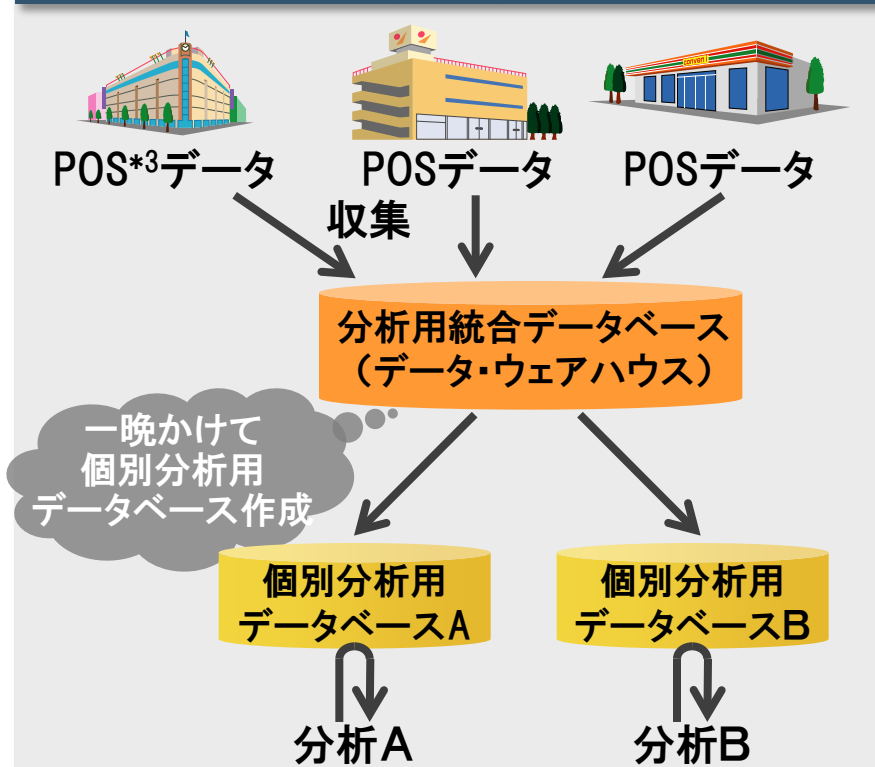 conveni
POS*3データ
POSデータ
POSデータ
収集
分析用統合データベース
（データ・ウェアハウス）
一晩かけて
個別分析用
データベース作成
個別分析用
データベースA
個別分析用
データベースB
分析A
分析B